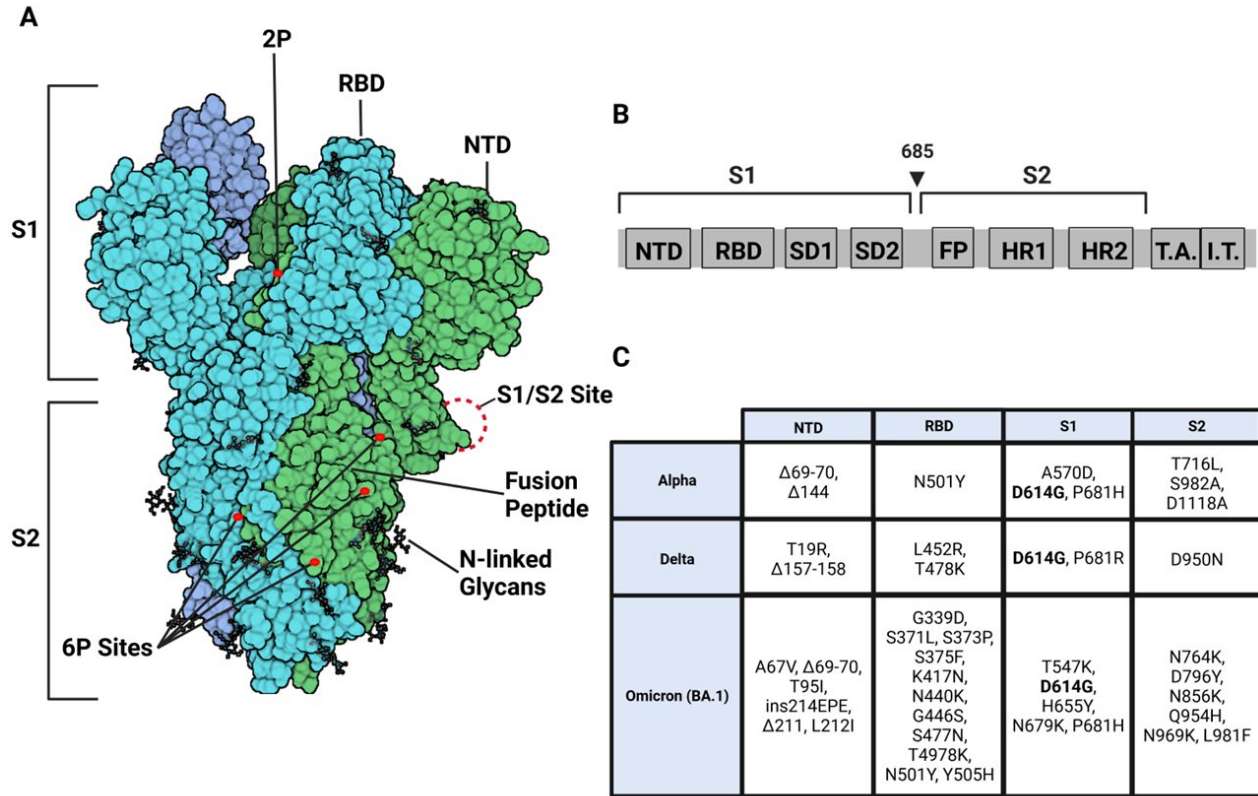 A
2P
RBD
NTD
S1
S1/S2 Site
Fusion
Peptide
S2
N-linked
Glycans
6P Sites
B
685
S1
S2
NTD RBD SD1 SD2 FP HR1 HR2 T.A. I.T.
C
NTD RBD S1 S2
Alpha
Δ69-70,
Δ144
N501Y
A570D,
D614G, P681H
T716L,
S982A,
D1118A
Delta
T19R,
Δ157-158
L452R,
T478K
D614G, P681R
D950N
Omicron (BA.1)
A67V, Δ69-70,
T95I,
ins214EPE,
Δ211, L212I
G339D,
S371L, S373P,
S375F,
K417N,
N440K,
G446S,
S477N,
T4978K,
N501Y, Y505H
T547K,
D614G,
H655Y,
N679K, P681H
N764K,
D796Y,
N856K,
Q954H,
N969K, L981F